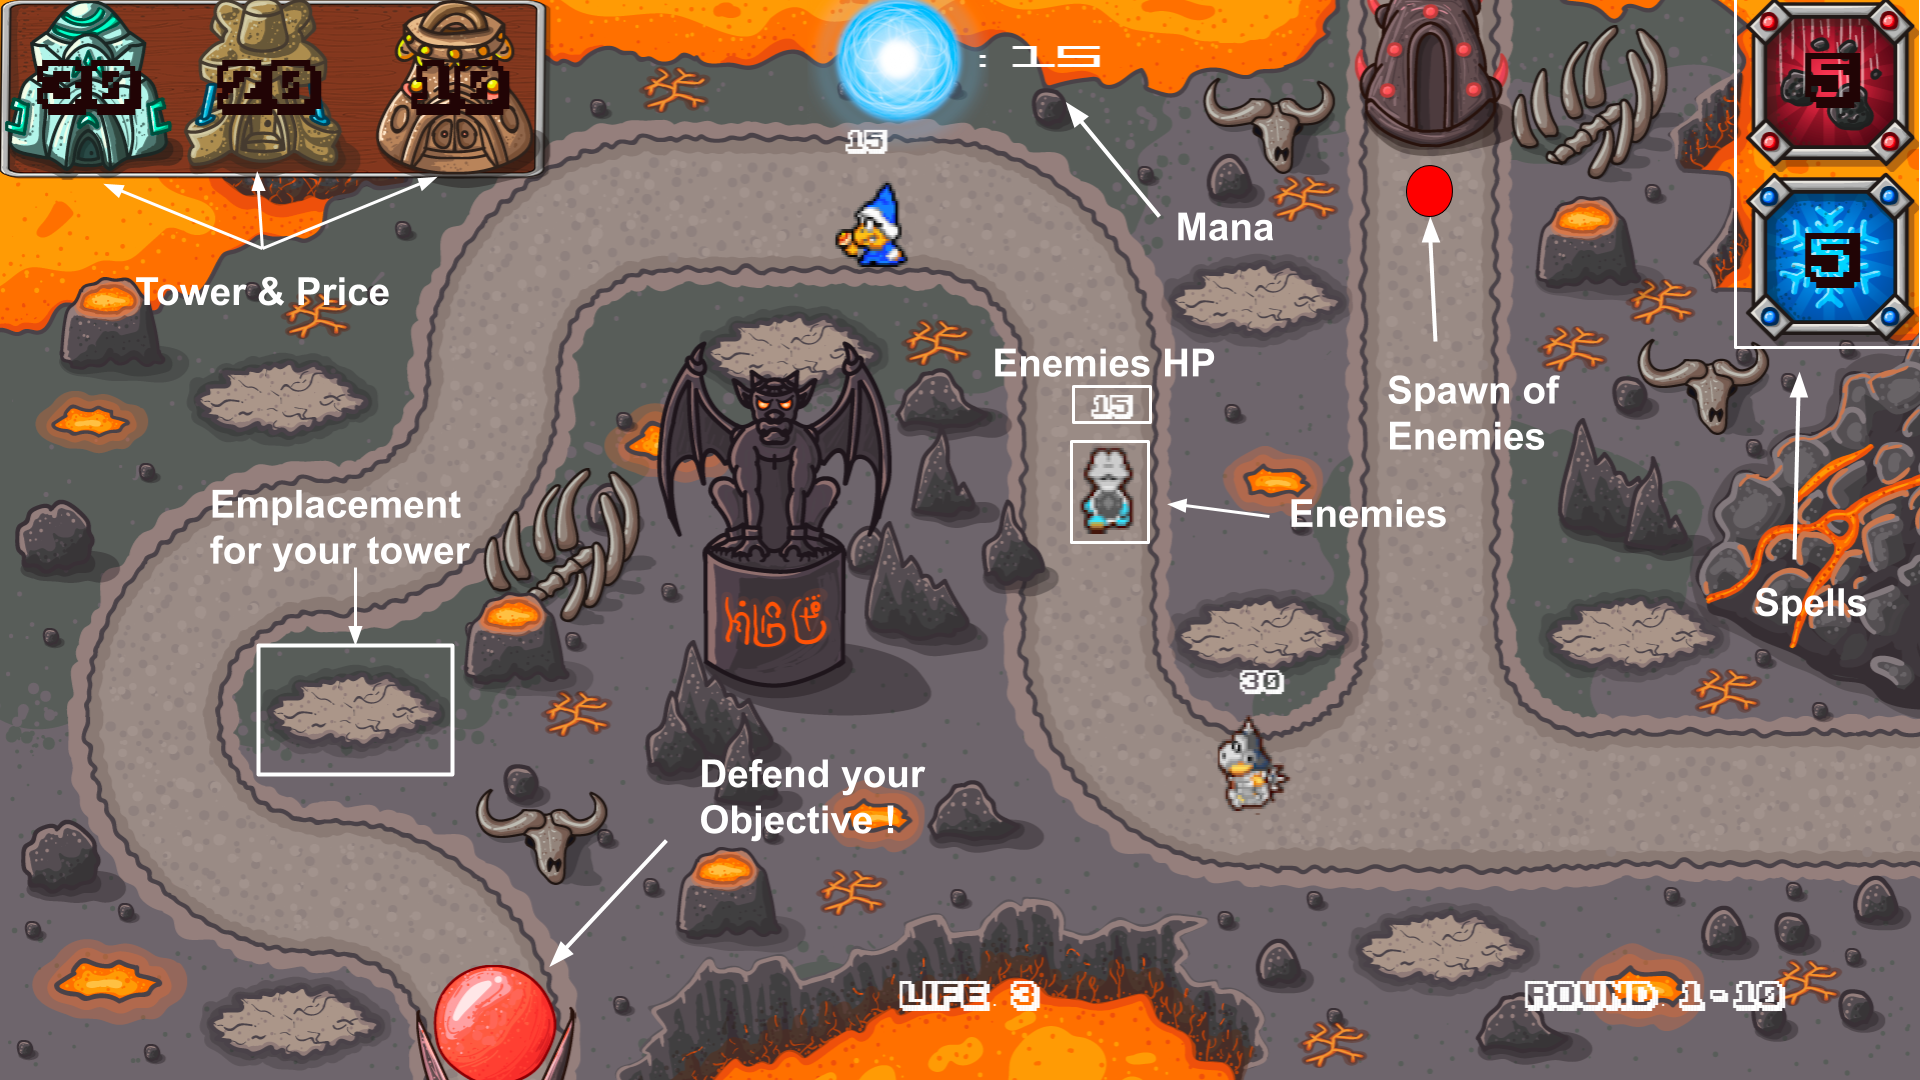 30 20 10
: 15
5
5
15
Mana
Tower & Price
Enemies HP
15
Spawn of
Enemies
Emplacement
for your tower
Enemies
Spells
30
Defend your
Objective !
LIFE 3
ROUND 1-10